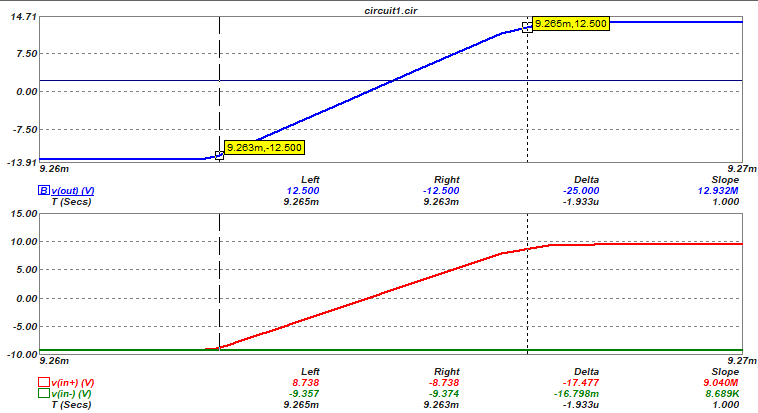 circuit1.cir
14.71
9.265m,12.500
7.50
0.00
-7.50
9.263m,-12.500
-13.91
9.26m 9.27m
Left Right Delta Slope
B v(out) (V) 12.500 -12.500 -25.000 12.932M
T (Secs) 9.265m 9.263m -1.933u 1.000
15.00
10.00
5.00
0.00
-5.00
-10.00
9.26m 9.27m
Left Right Delta Slope
v(in+) (V) 8.738 -8.738 -17.477 9.040M
v(in-) (V) -9.357 -9.374 -16.798m 8.689K
T (Secs) 9.265m 9.263m -1.933u 1.000